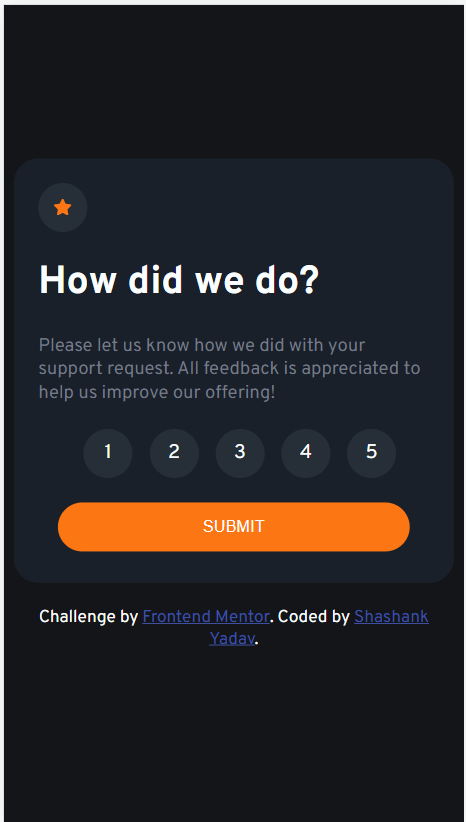 How did we do?
Please let us know how we did with your
support request. All feedback is appreciated to
help us improve our offering!
1 2 3 4 5
SUBMIT
Challenge by Frontend Mentor. Coded by Shashank
Yadav.